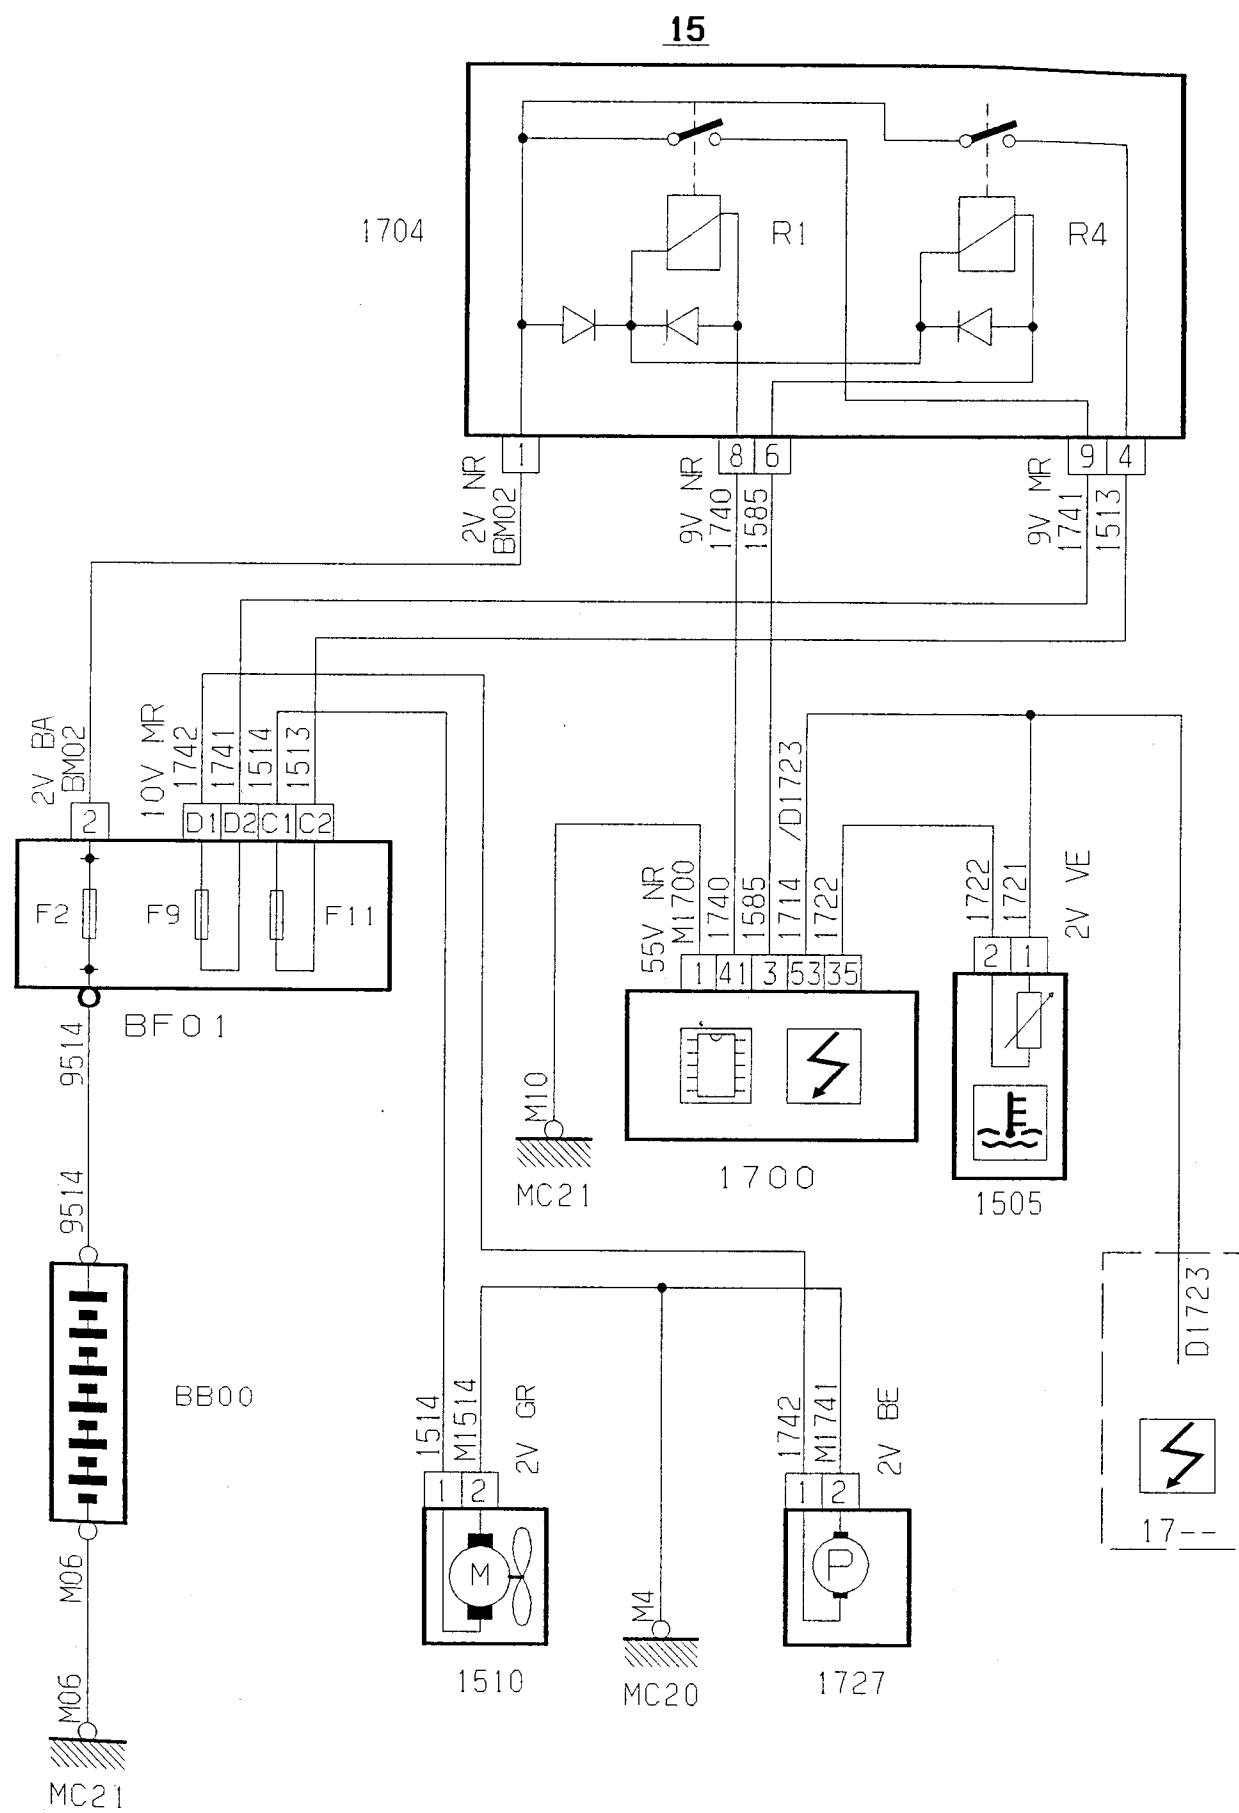 15
1704
R1
R4
1
8
6
9
4
2V NR
BM02
9V NR
1740
1585
9V MR
1741
1513
2V BA
BM02
10V MR
1742
1741
1514
1513
2
D1
D2
C1
C2
F2
F9
F11
BF01
9514
9514
BB00
M06
M06
MC21
55V NR
M1700
1740
1585
1714 /D1723
1722
1
41
3
53
35
1700
M10
MC21
1722
1721
2V VE
2
1
1505
D1723
17--
1514
M1514
2V GR
1
2
M
1510
M4
MC20
1742
M1741
2V BE
1
2
P
1727